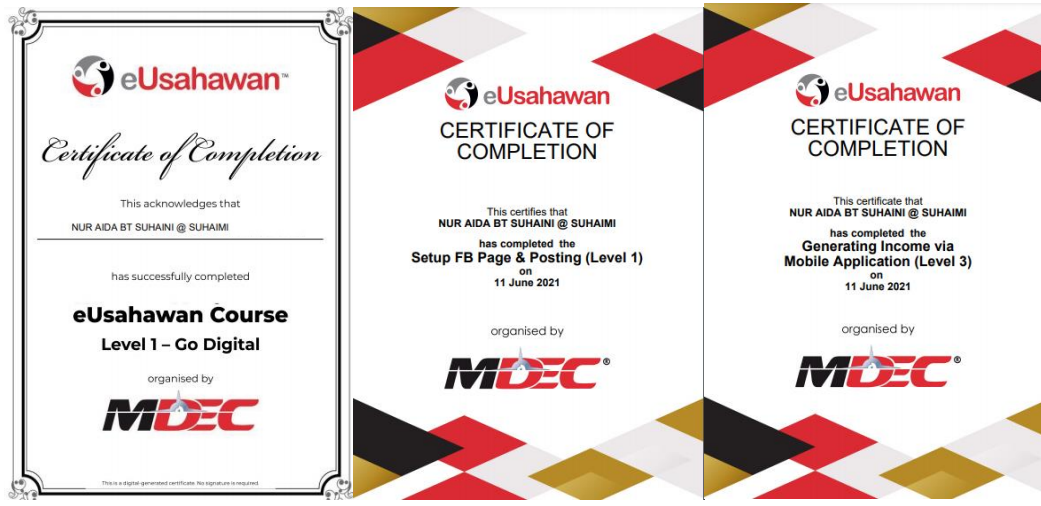 eUsahawan™
Certificate of Completion
This acknowledges that
NUR AIDA BT SUHAINI @ SUHAIMI
has successfully completed
eUsahawan Course
Level 1 – Go Digital
organised by
MDEC
This is a digital-generated certificate. No signature is required.
eUsahawan
CERTIFICATE OF
COMPLETION
This certifies that
NUR AIDA BT SUHAINI @ SUHAIMI
has completed the
Setup FB Page & Posting (Level 1)
on
11 June 2021
organised by
MDEC®
eUsahawan
CERTIFICATE OF
COMPLETION
This certificate that
NUR AIDA BT SUHAINI @ SUHAIMI
has completed the
Generating Income via
Mobile Application (Level 3)
on
11 June 2021
organised by
MDEC®